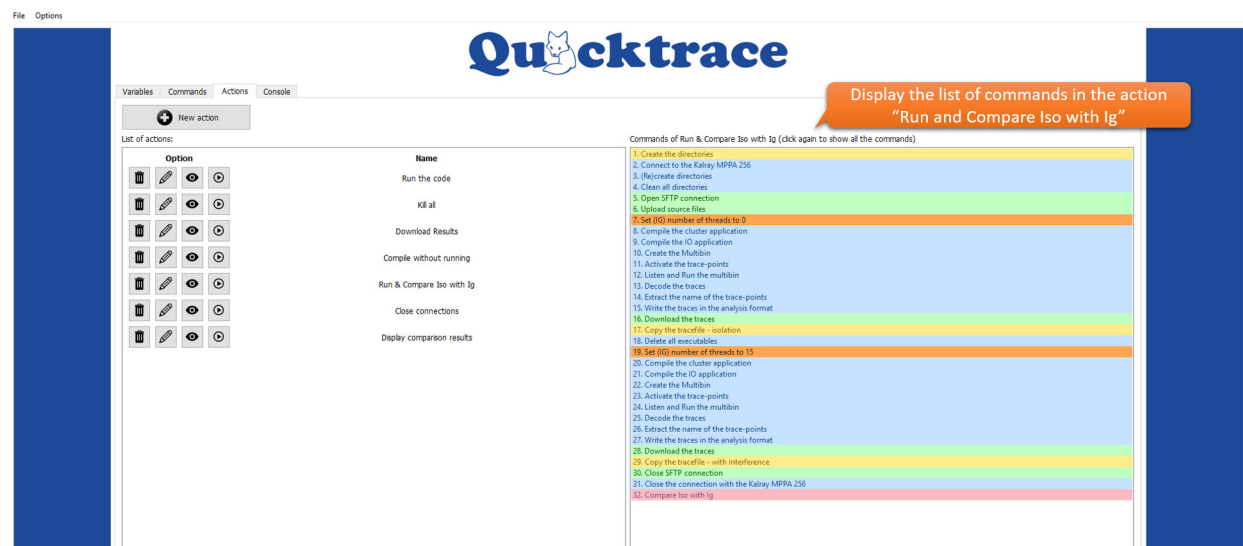 File Options
Quicktrace
Variables Commands Actions Console
Display the list of commands in the action
“Run and Compare Iso with Ig”
New action
List of actions:
Option Name
Run the code
Kill all
Download Results
Compile without running
Run & Compare Iso with Ig
Close connections
Display comparison results
Commands of Run & Compare Iso with Ig (click again to show all the commands)
1. Create the directories
2. Connect to the Kalray MPPA 256
3. (Re)create directories
4. Clean all directories
5. Open SFTP connection
6. Upload source files
7. Set (IG) number of threads to 0
8. Compile the cluster application
9. Compile the IO application
10. Create the Multibin
11. Activate the trace-points
12. Listen and Run the multibin
13. Decode the traces
14. Extract the name of the trace-points
15. Write the traces in the analysis format
16. Download the traces
17. Copy the tracefile - isolation
18. Delete all executables
19. Set (IG) number of threads to 15
20. Compile the cluster application
21. Compile the IO application
22. Create the Multibin
23. Activate the trace-points
24. Listen and Run the multibin
25. Decode the traces
26. Extract the name of the trace-points
27. Write the traces in the analysis format
28. Download the traces
29. Copy the tracefile - with interference
30. Close SFTP connection
31. Close the connection with the Kalray MPPA 256
32. Compare Iso with Ig